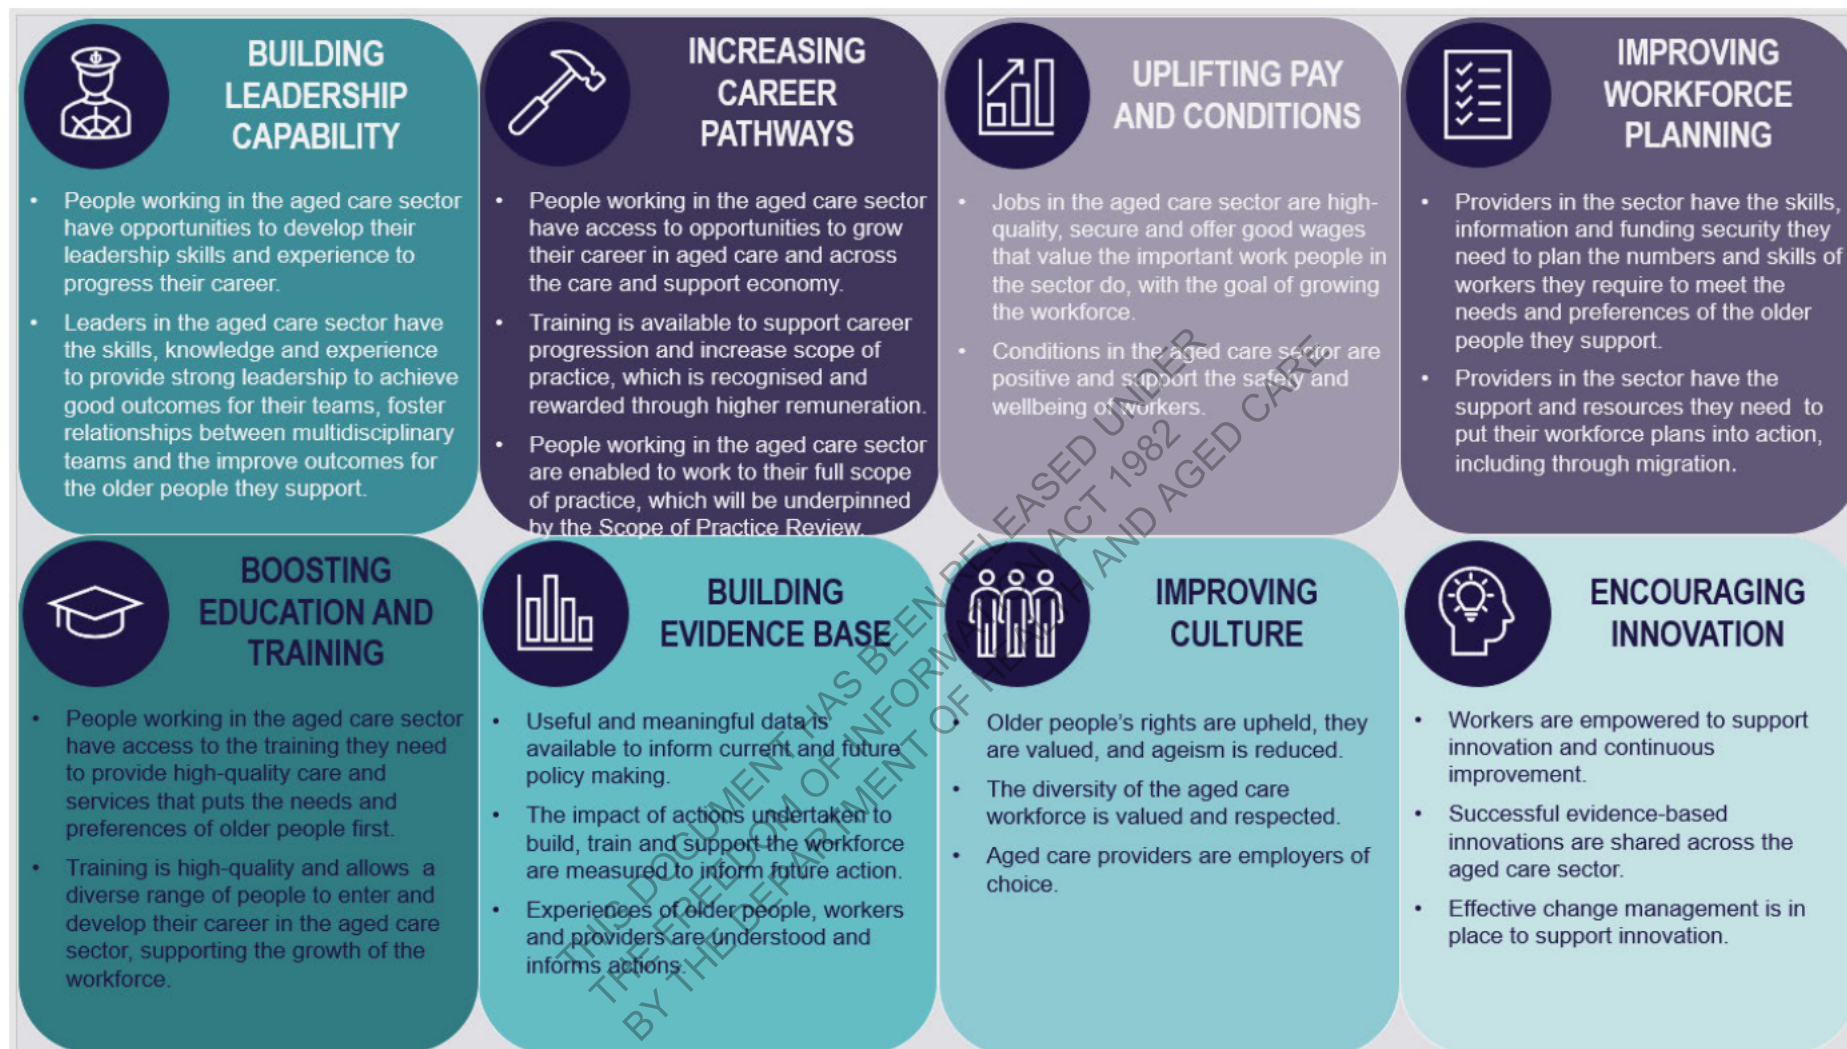 BUILDING
LEADERSHIP
CAPABILITY
• People working in the aged care sector
have opportunities to develop their
leadership skills and experience to
progress their career.
• Leaders in the aged care sector have
the skills, knowledge and experience
to provide strong leadership to achieve
good outcomes for their teams, foster
relationships between multidisciplinary
teams and the improve outcomes for
the older people they support.
INCREASING
CAREER
PATHWAYS
• People working in the aged care sector
have access to opportunities to grow
their career in aged care and across
the care and support economy.
• Training is available to support career
progression and increase scope of
practice, which is recognised and
rewarded through higher remuneration.
• People working in the aged care sector
are enabled to work to their full scope
of practice, which will be underpinned
by the Scope of Practice Review.
UPLIFTING PAY
AND CONDITIONS
• Jobs in the aged care sector are high-
quality, secure and offer good wages
that value the important work people in
the sector do, with the goal of growing
the workforce.
• Conditions in the aged care sector are
positive and support the safety and
wellbeing of workers.
IMPROVING
WORKFORCE
PLANNING
• Providers in the sector have the skills,
information and funding security they
need to plan the numbers and skills of
workers they require to meet the
needs and preferences of the older
people they support.
• Providers in the sector have the
support and resources they need to
put their workforce plans into action,
including through migration.
BOOSTING
EDUCATION AND
TRAINING
• People working in the aged care sector
have access to the training they need
to provide high-quality care and
services that puts the needs and
preferences of older people first.
• Training is high-quality and allows a
diverse range of people to enter and
develop their career in the aged care
sector, supporting the growth of the
workforce.
BUILDING
EVIDENCE BASE
• Useful and meaningful data is
available to inform current and future
policy making.
• The impact of actions undertaken to
build, train and support the workforce
are measured to inform future action.
• Experiences of older people, workers
and providers are understood and
informs actions.
IMPROVING
CULTURE
• Older people's rights are upheld, they
are valued, and ageism is reduced.
• The diversity of the aged care
workforce is valued and respected.
• Aged care providers are employers of
choice.
ENCOURAGING
INNOVATION
• Workers are empowered to support
innovation and continuous
improvement.
• Successful evidence-based
innovations are shared across the
aged care sector.
• Effective change management is in
place to support innovation.
THIS DOCUMENT HAS BEEN RELEASED UNDER
THE FREEDOM OF INFORMATION ACT 1982
BY THE DEPARTMENT OF HEALTH AND AGED CARE